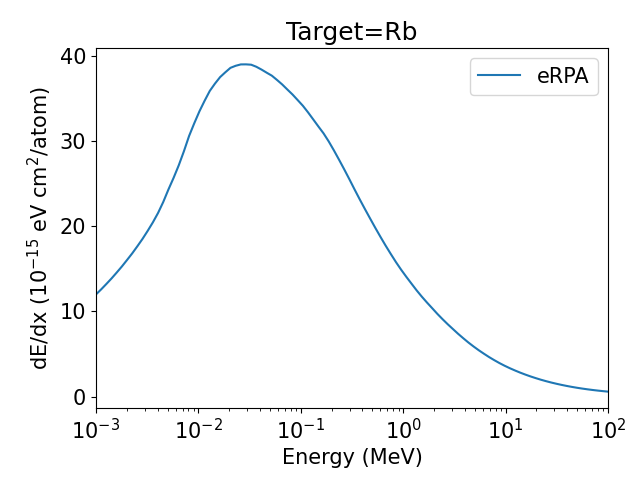 Target=Rb
eRPA
dE/dx (10⁻¹⁵ eV cm²/atom)
40
30
20
10
0
10⁻³ 10⁻² 10⁻¹ 10⁰ 10¹ 10²
Energy (MeV)